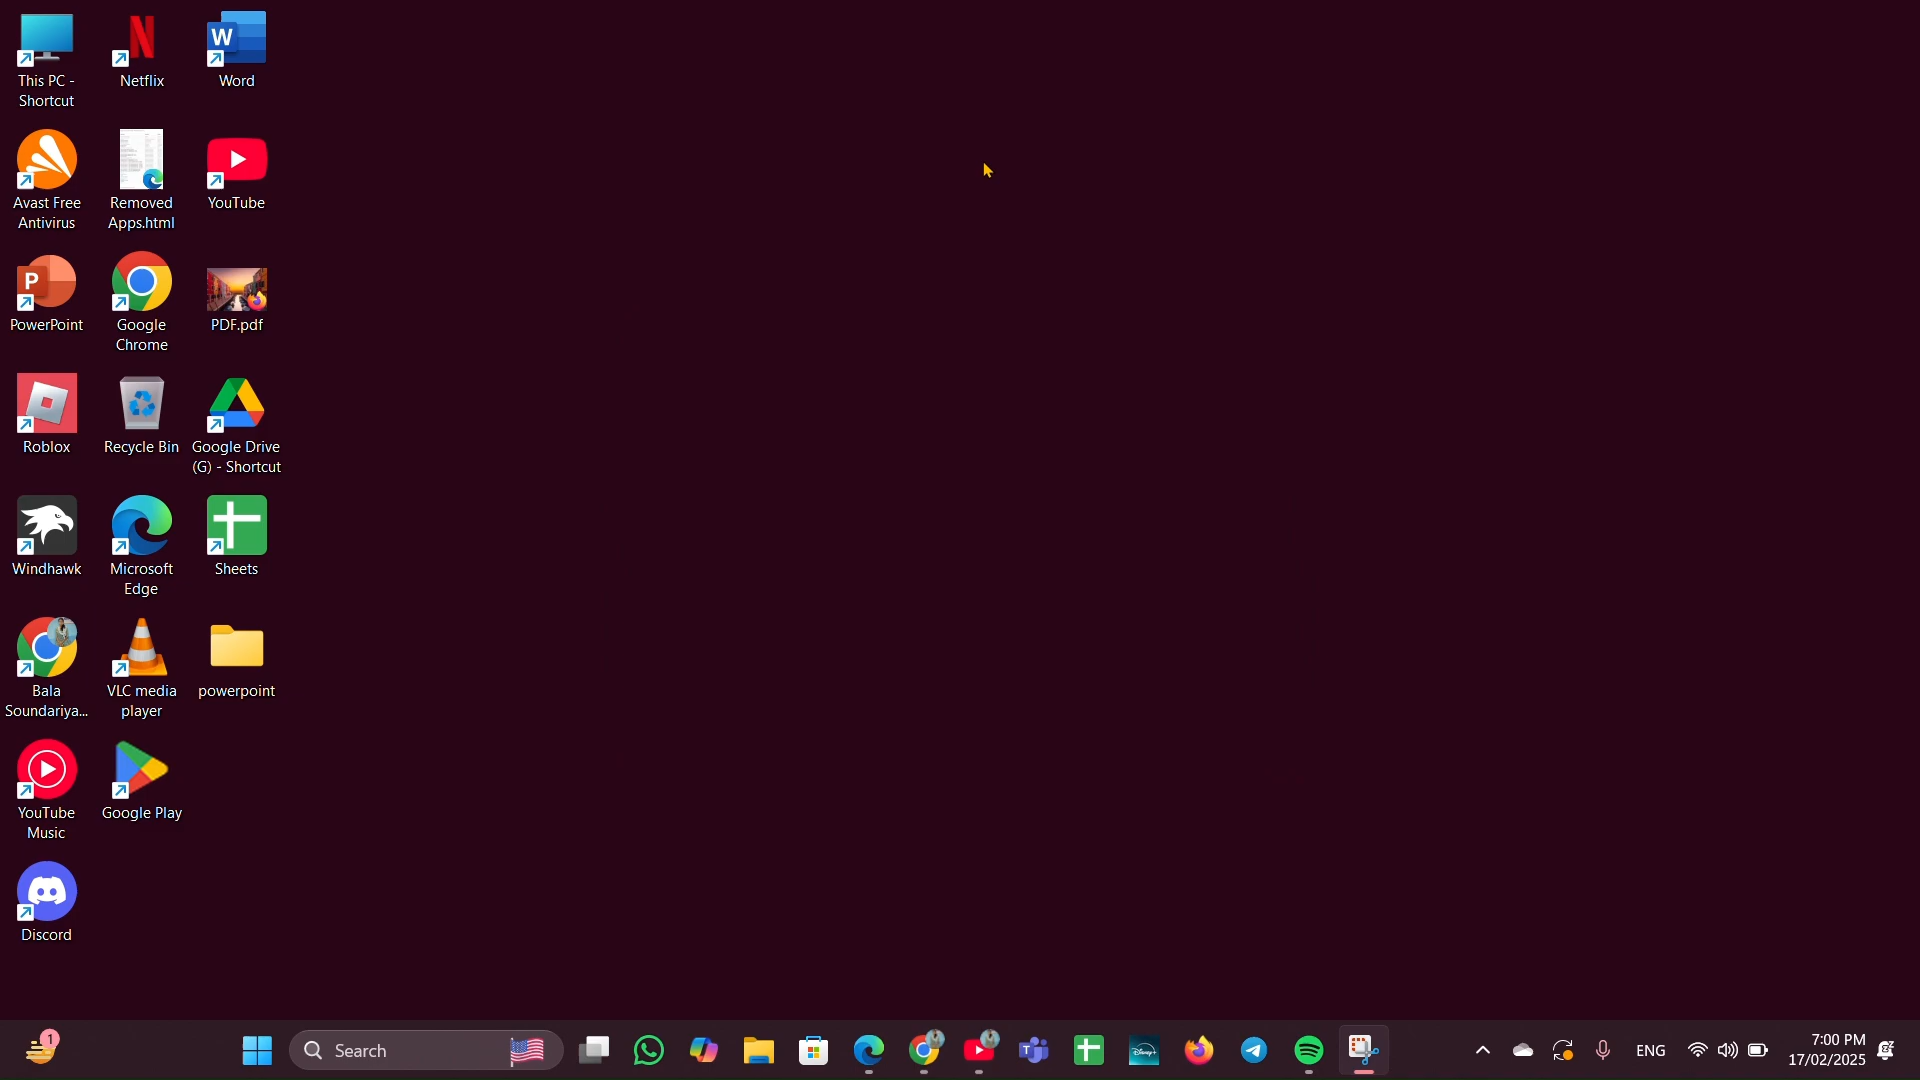 This PC -
Shortcut
Netflix
Word
Avast Free
Antivirus
Removed
Apps.html
YouTube
PowerPoint
Google
Chrome
PDF.pdf
Roblox
Recycle Bin
Google Drive
(G) - Shortcut
Windhawk
Microsoft
Edge
Sheets
Bala
Soundariya...
VLC media
player
powerpoint
YouTube
Music
Google Play
Discord
1
Search
ENG
7:00 PM
17/02/2025